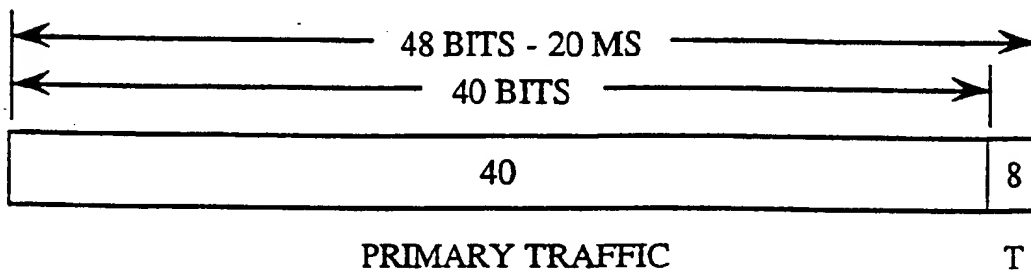 48 BITS - 20 MS
40 BITS
40 8
PRIMARY TRAFFIC T